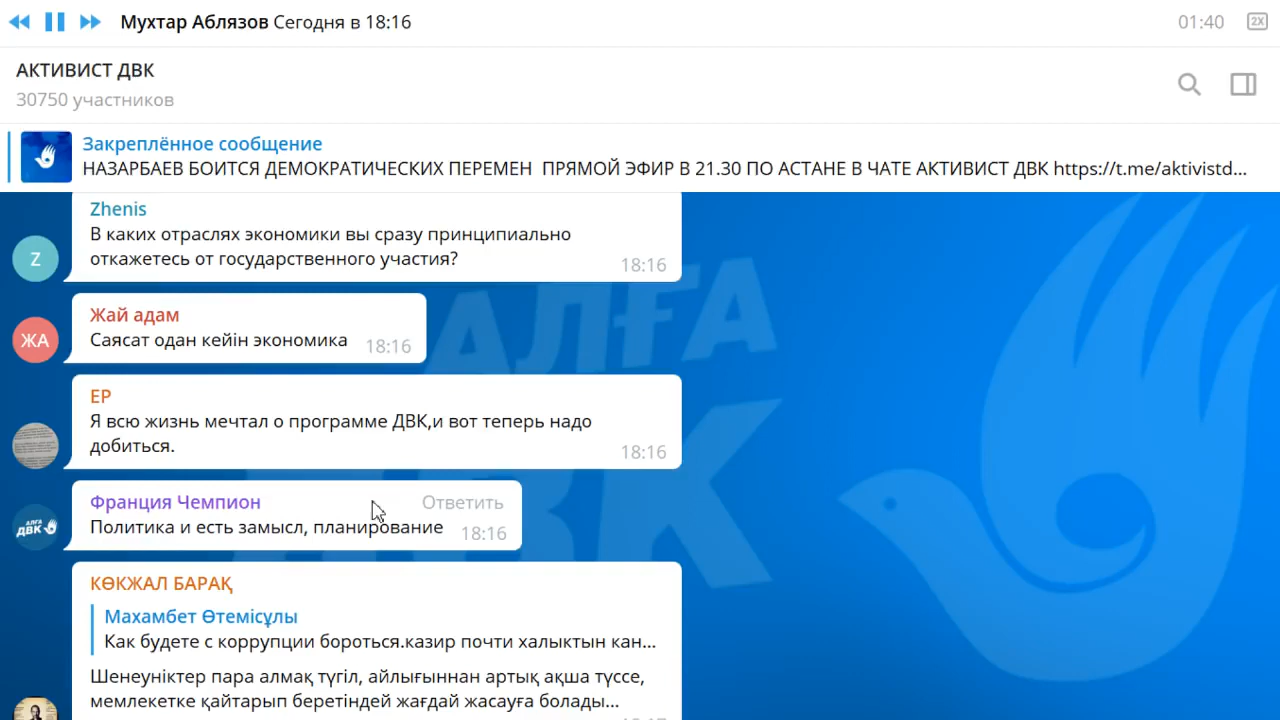 Мухтар Аблязов Сегодня в 18:16
01:40
2X
АКТИВИСТ ДВК
30750 участников
Закреплённое сообщение
НАЗАРБАЕВ БОИТСЯ ДЕМОКРАТИЧЕСКИХ ПЕРЕМЕН ПРЯМОЙ ЭФИР В 21.30 ПО АСТАНЕ В ЧАТЕ АКТИВИСТ ДВК https://t.me/aktivistd...
Zhenis
Z
В каких отраслях экономики вы сразу принципиально
откажетесь от государственного участия?
18:16
Жай адам
ЖА
Саясат одан кейін экономика
18:16
ЕР
Я всю жизнь мечтал о программе ДВК,и вот теперь надо
добиться.
18:16
Франция Чемпион
Ответить
АЛҒА
ДВК
Политика и есть замысл, планирование
18:16
КӨКЖАЛ БАРАҚ
Махамбет Өтемісұлы
Как будете с коррупции бороться.казир почти халыктын кан...
Шенеуніктер пара алмақ түгіл, айлығыннан артық ақша түссе,
мемлекетке қайтарып беретіндей жағдай жасауға болады...
АЛҒА
ДВК